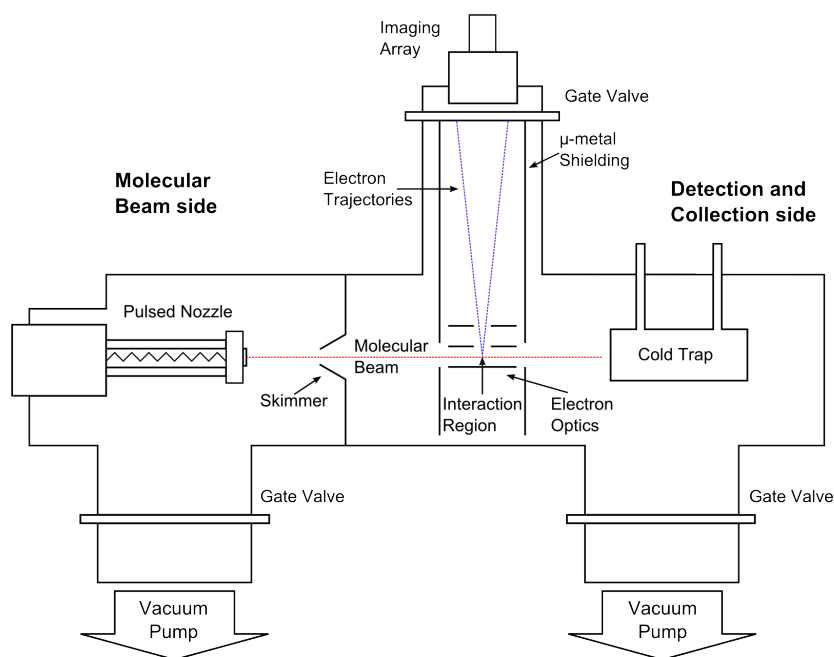 Imaging
Array
Gate Valve
µ-metal
Shielding
Molecular
Beam side
Electron
Trajectories
Detection and
Collection side
Pulsed Nozzle
Molecular
Beam
Cold Trap
Skimmer
Interaction
Region
Electron
Optics
Gate Valve
Gate Valve
Vacuum
Pump
Vacuum
Pump